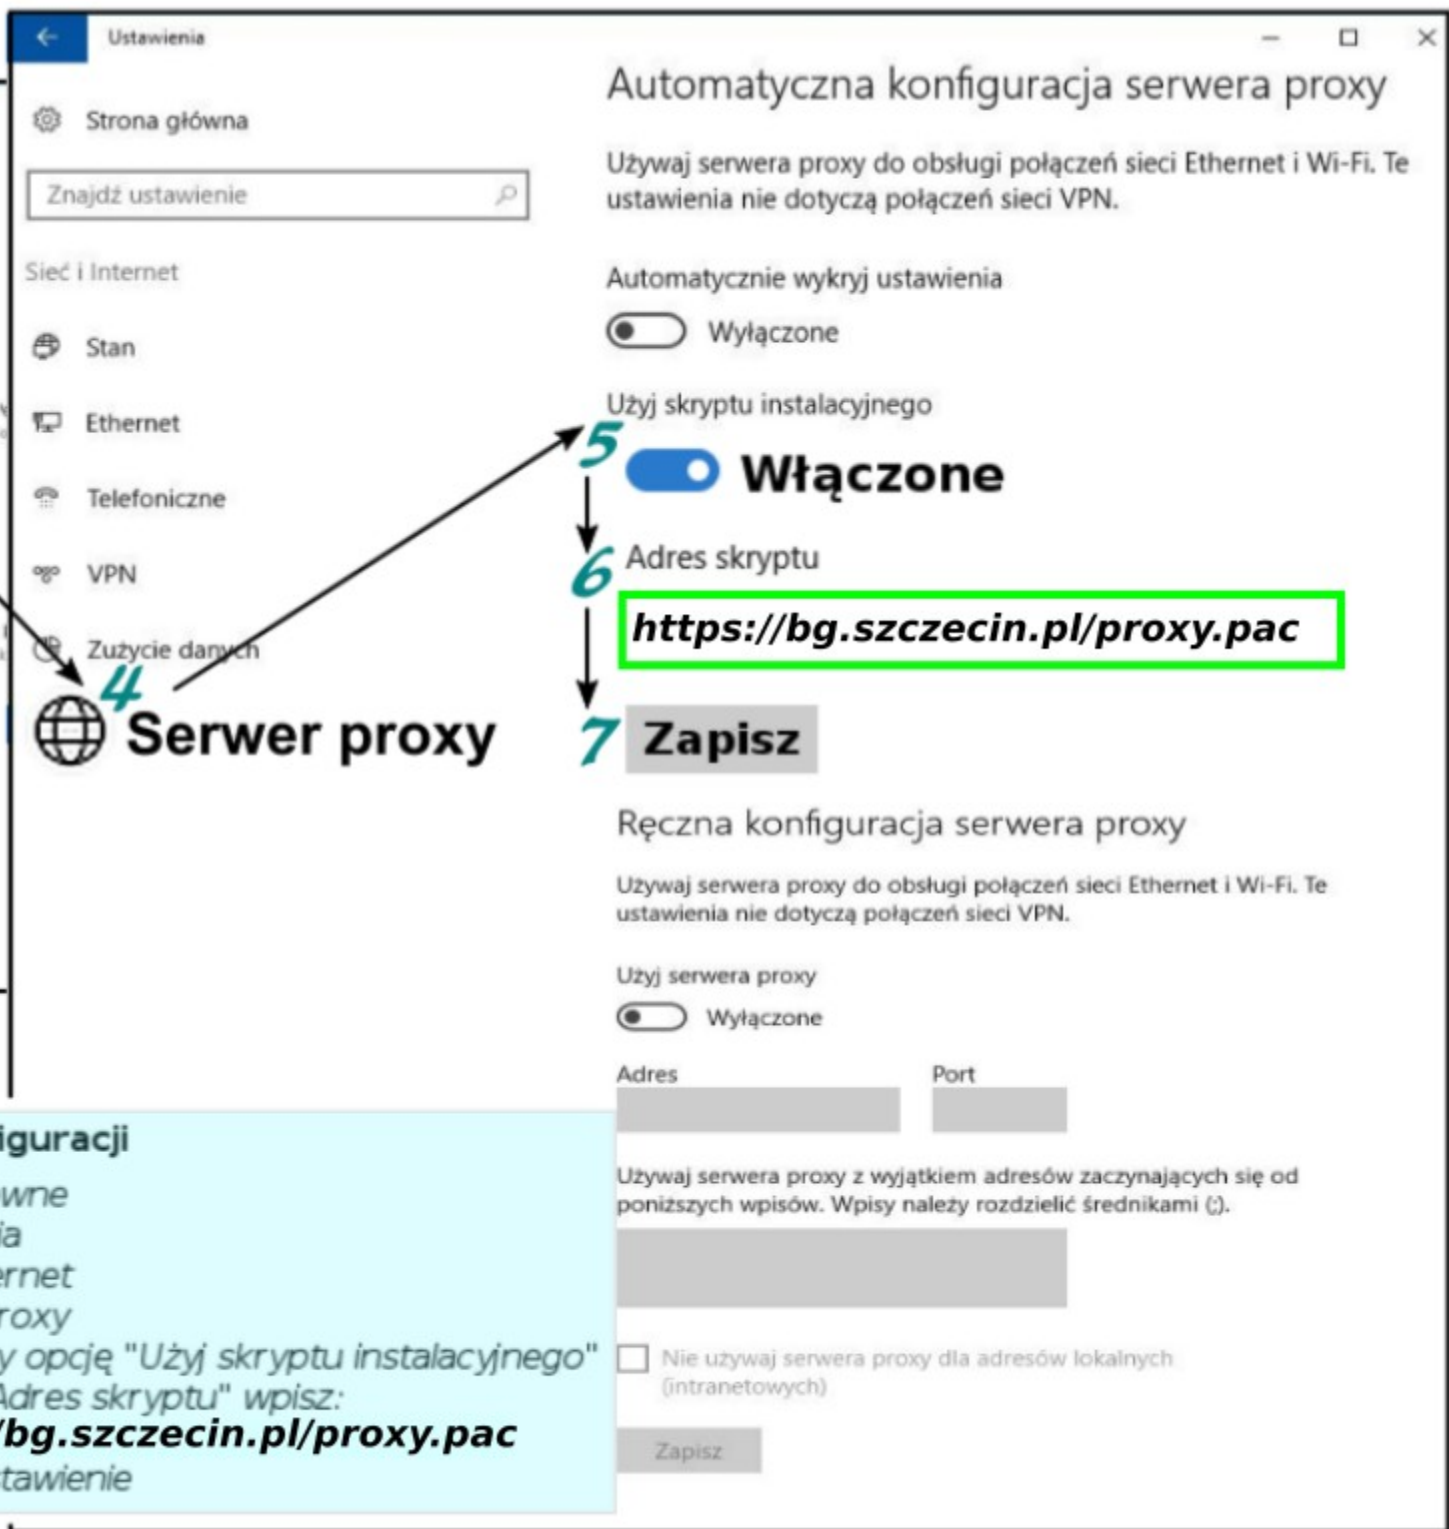 Ustawienia
Strona główna
Znajdź ustawienie
Sieć i Internet
Stan
Ethernet
Telefoniczne
VPN
Zużycie danych
4
Serwer proxy
Automatyczna konfiguracja serwera proxy
Używaj serwera proxy do obsługi połączeń sieci Ethernet i Wi-Fi. Te
ustawienia nie dotyczą połączeń sieci VPN.
Automatycznie wykryj ustawienia
Wyłączone
Użyj skryptu instalacyjnego
5
Włączone
6 Adres skryptu
https://bg.szczecin.pl/proxy.pac
7 Zapisz
Ręczna konfiguracja serwera proxy
Używaj serwera proxy do obsługi połączeń sieci Ethernet i Wi-Fi. Te
ustawienia nie dotyczą połączeń sieci VPN.
Użyj serwera proxy
Wyłączone
Adres Port
Używaj serwera proxy z wyjątkiem adresów zaczynających się od
poniższych wpisów. Wpisy należy rozdzielić średnikami (;).
Nie używaj serwera proxy dla adresów lokalnych
(intranetowych)
Zapisz
iguracji
wne
ia
ernet
roxy
y opcję "Użyj skryptu instalacyjnego"
Adres skryptu" wpisz:
/bg.szczecin.pl/proxy.pac
stawienie